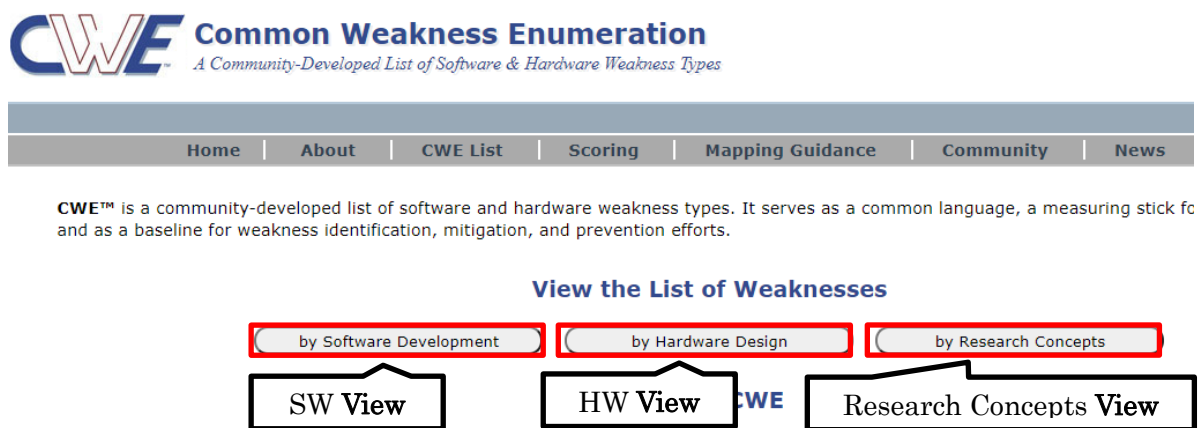 CWE™ Common Weakness Enumeration
A Community-Developed List of Software & Hardware Weakness Types
Home About CWE List Scoring Mapping Guidance Community News
CWE™ is a community-developed list of software and hardware weakness types. It serves as a common language, a measuring stick fo
and as a baseline for weakness identification, mitigation, and prevention efforts.
View the List of Weaknesses
by Software Development by Hardware Design by Research Concepts
SW View HW View CWE Research Concepts View